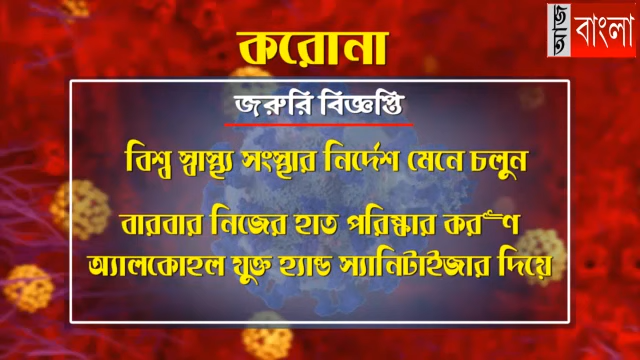 আজ বাংলা
করোনা
জরুরি বিজ্ঞপ্তি
বিশ্ব স্বাস্থ্য সংস্থার নির্দেশ মেনে চলুন
বারবার নিজের হাত পরিস্কার করুণ
অ্যালকোহল যুক্ত হ্যান্ড স্যানিটাইজার দিয়ে